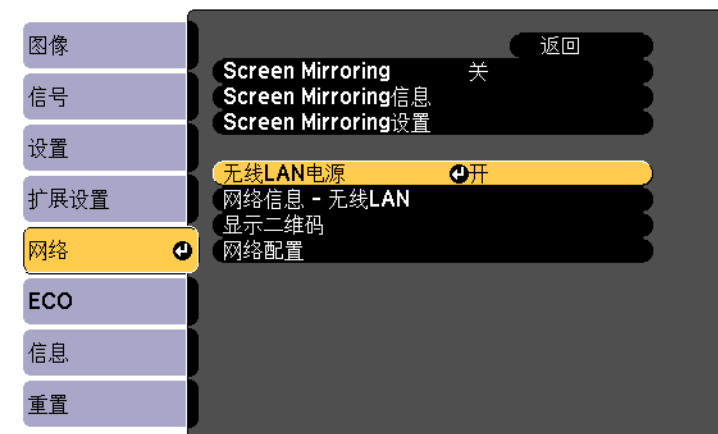 图像
信号
设置
扩展设置
网络
ECO
信息
重置
返回
Screen Mirroring 关
Screen Mirroring信息
Screen Mirroring设置
无线LAN电源 开
网络信息 - 无线LAN
显示二维码
网络配置